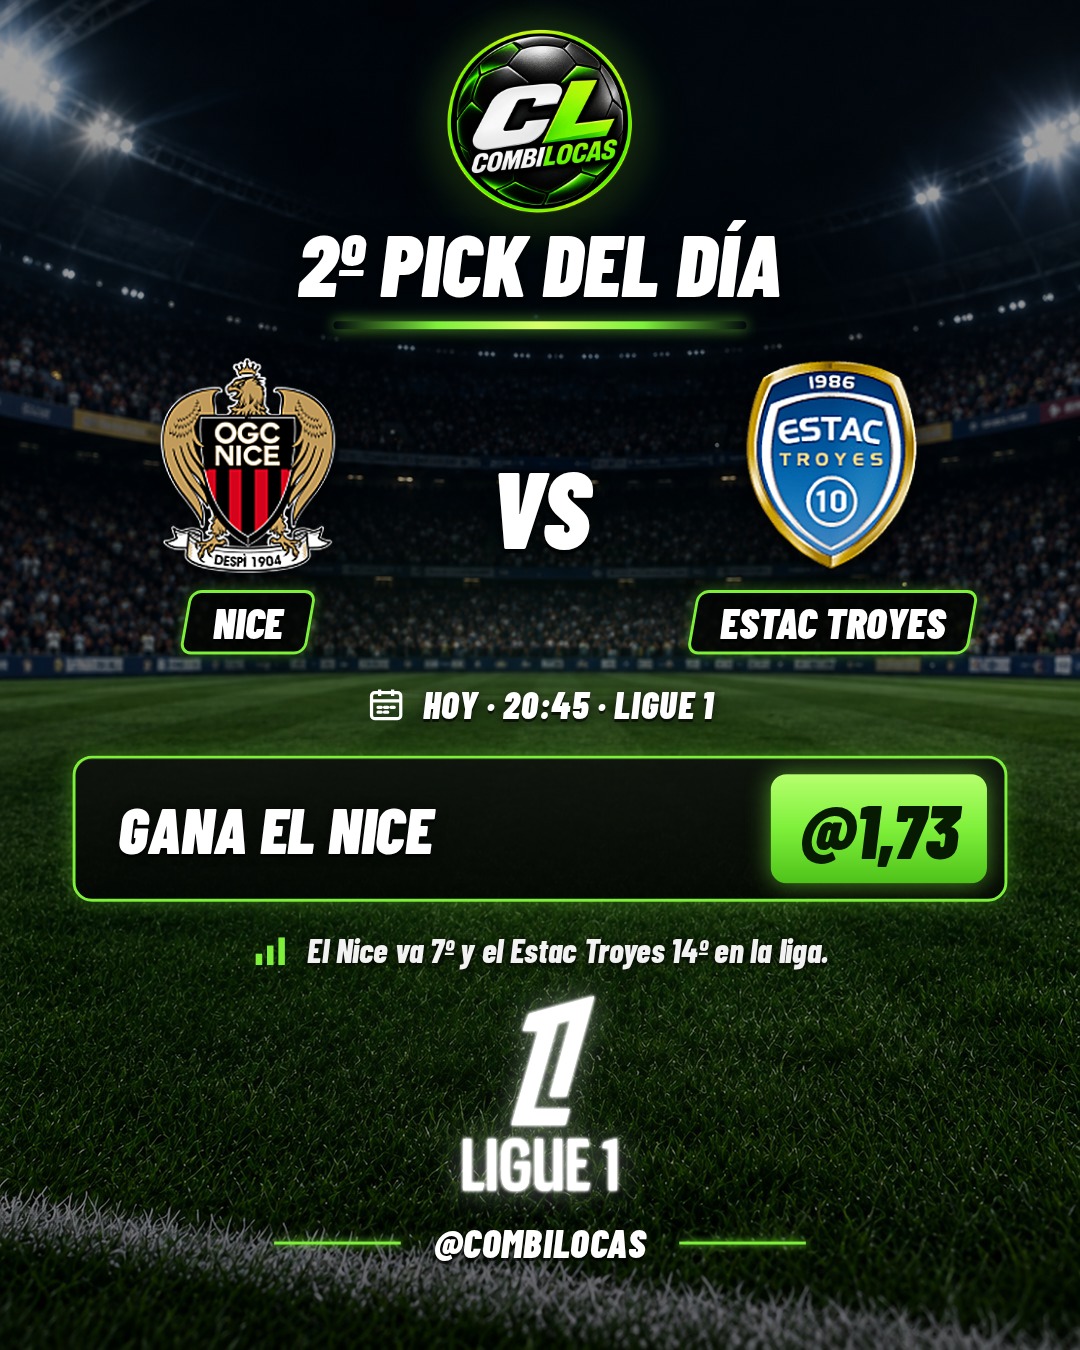 CL
COMBILOCAS
2º PICK DEL DÍA
OGC
NICE
DESPÌ 1904
1986
ESTAC
TROYES
10
VS
NICE
ESTAC TROYES
HOY · 20:45 · LIGUE 1
GANA EL NICE
@1,73
El Nice va 7º y el Estac Troyes 14º en la liga.
LIGUE 1
@COMBILOCAS